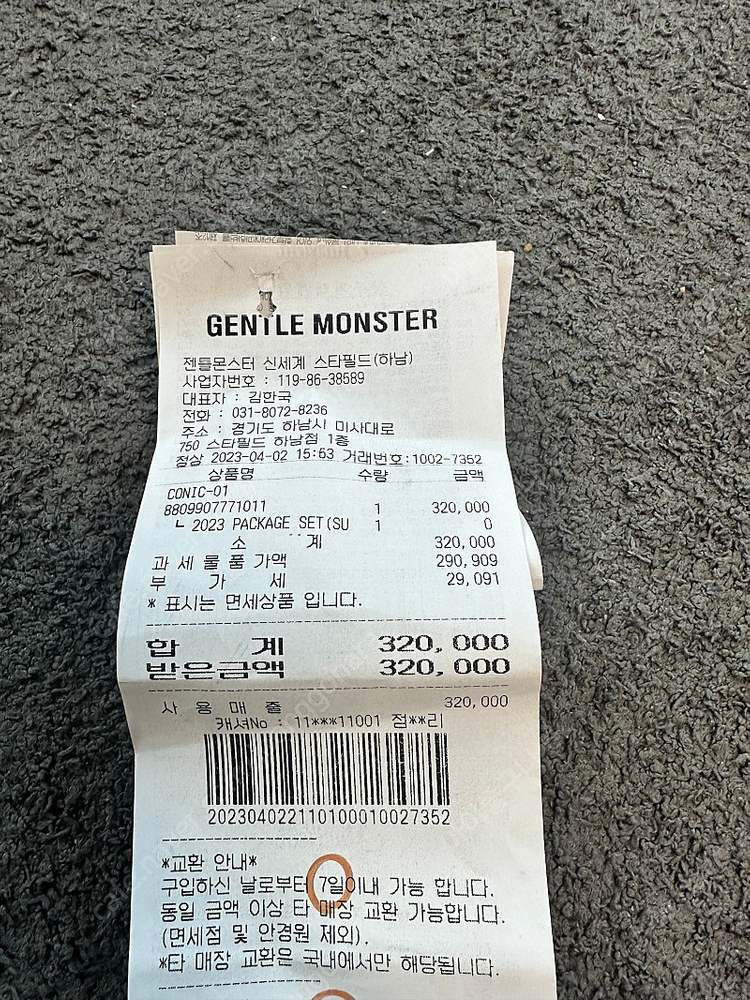 GENTLE MONSTER
젠틀몬스터 신세계 스타필드(하남)
사업자번호 : 119-86-38589
대표자 : 김한국
전화 : 031-8072-8236
주소 : 경기도 하남시 미사대로
750 스타필드 하남점 1층
정상 2023-04-02 15:53 거래번호:1002-7352
상품명 수량 금액
CONIC-01
8809907771011 1 320,000
ㄴ 2023 PACKAGE SET(SU 1 0
소 계 320,000
과세물품가액 290,909
부 가 세 29,091
* 표시는 면세상품 입니다.
합 계 320,000
받은금액 320,000
사 용 매 출 320,000
캐셔No : 11***11001 점**리
202304022110100010027352
*교환 안내*
구입하신 날로부터 7일이내 가능 합니다.
동일 금액 이상 타 매장 교환 가능합니다.
(면세점 및 안경원 제외).
*타 매장 교환은 국내에서만 해당됩니다.